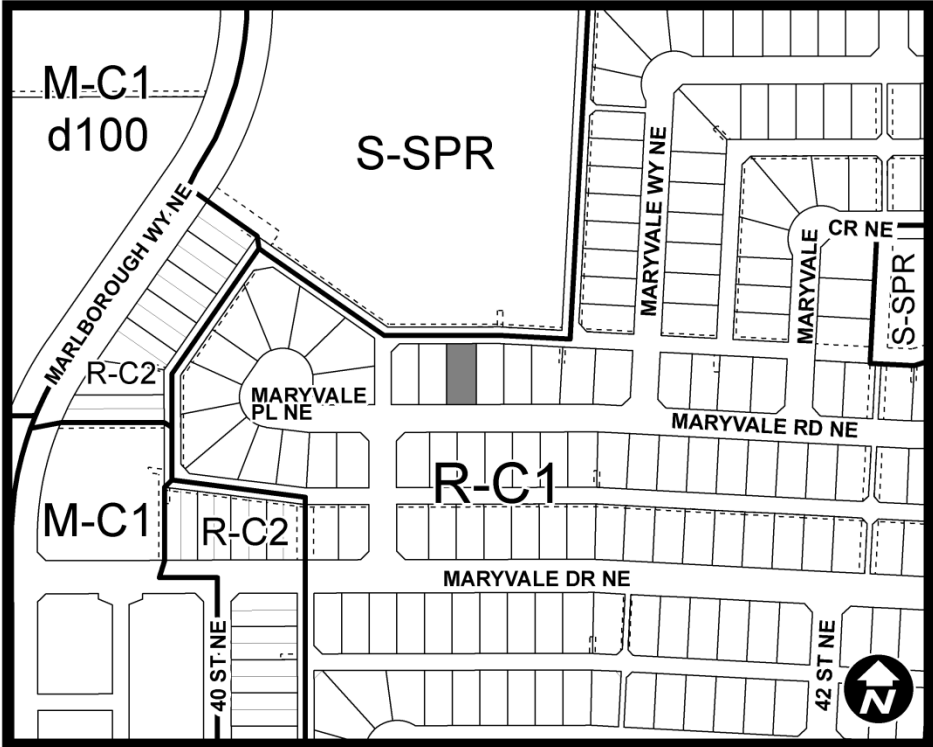 M-C1
d100
S-SPR
MARLBOROUGH WY NE
MARYVALE WY NE
MARYVALE
CR NE
S-SPR
R-C2
MARYVALE
PL NE
MARYVALE RD NE
R-C1
M-C1
R-C2
MARYVALE DR NE
40 ST NE
42 ST NE
N